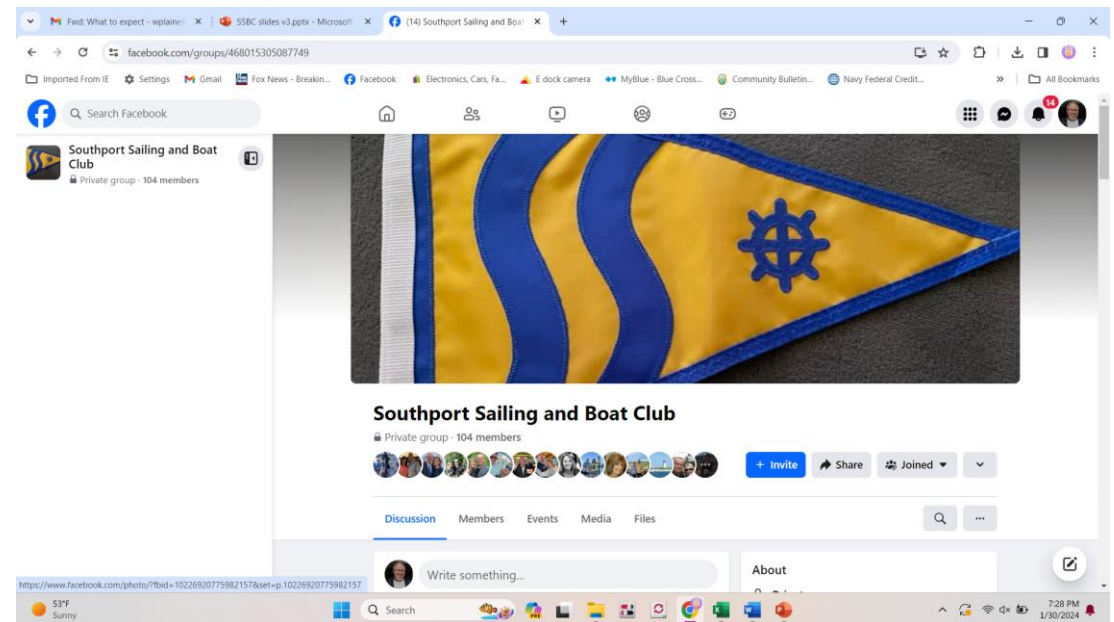 Fwd: What to expect - wplaine
SSBC slides v3.pptx - Microsoft
(14) Southport Sailing and Boa
facebook.com/groups/468015305087749
Imported From IE Settings Gmail Fox News - Breakin... Facebook Electronics, Cars, Fa... E dock camera MyBlue - Blue Cross... Community Bulletin... Navy Federal Credit... » All Bookmarks
Search Facebook
14
Southport Sailing and Boat
Club
Private group · 104 members
Southport Sailing and Boat Club
Private group · 104 members
+ Invite Share Joined
Discussion Members Events Media Files
Write something...
About
https://www.facebook.com/photo/?fbid=10226920775982157&set=p.10226920775982157
53°F
Sunny
Search
7:28 PM
1/30/2024